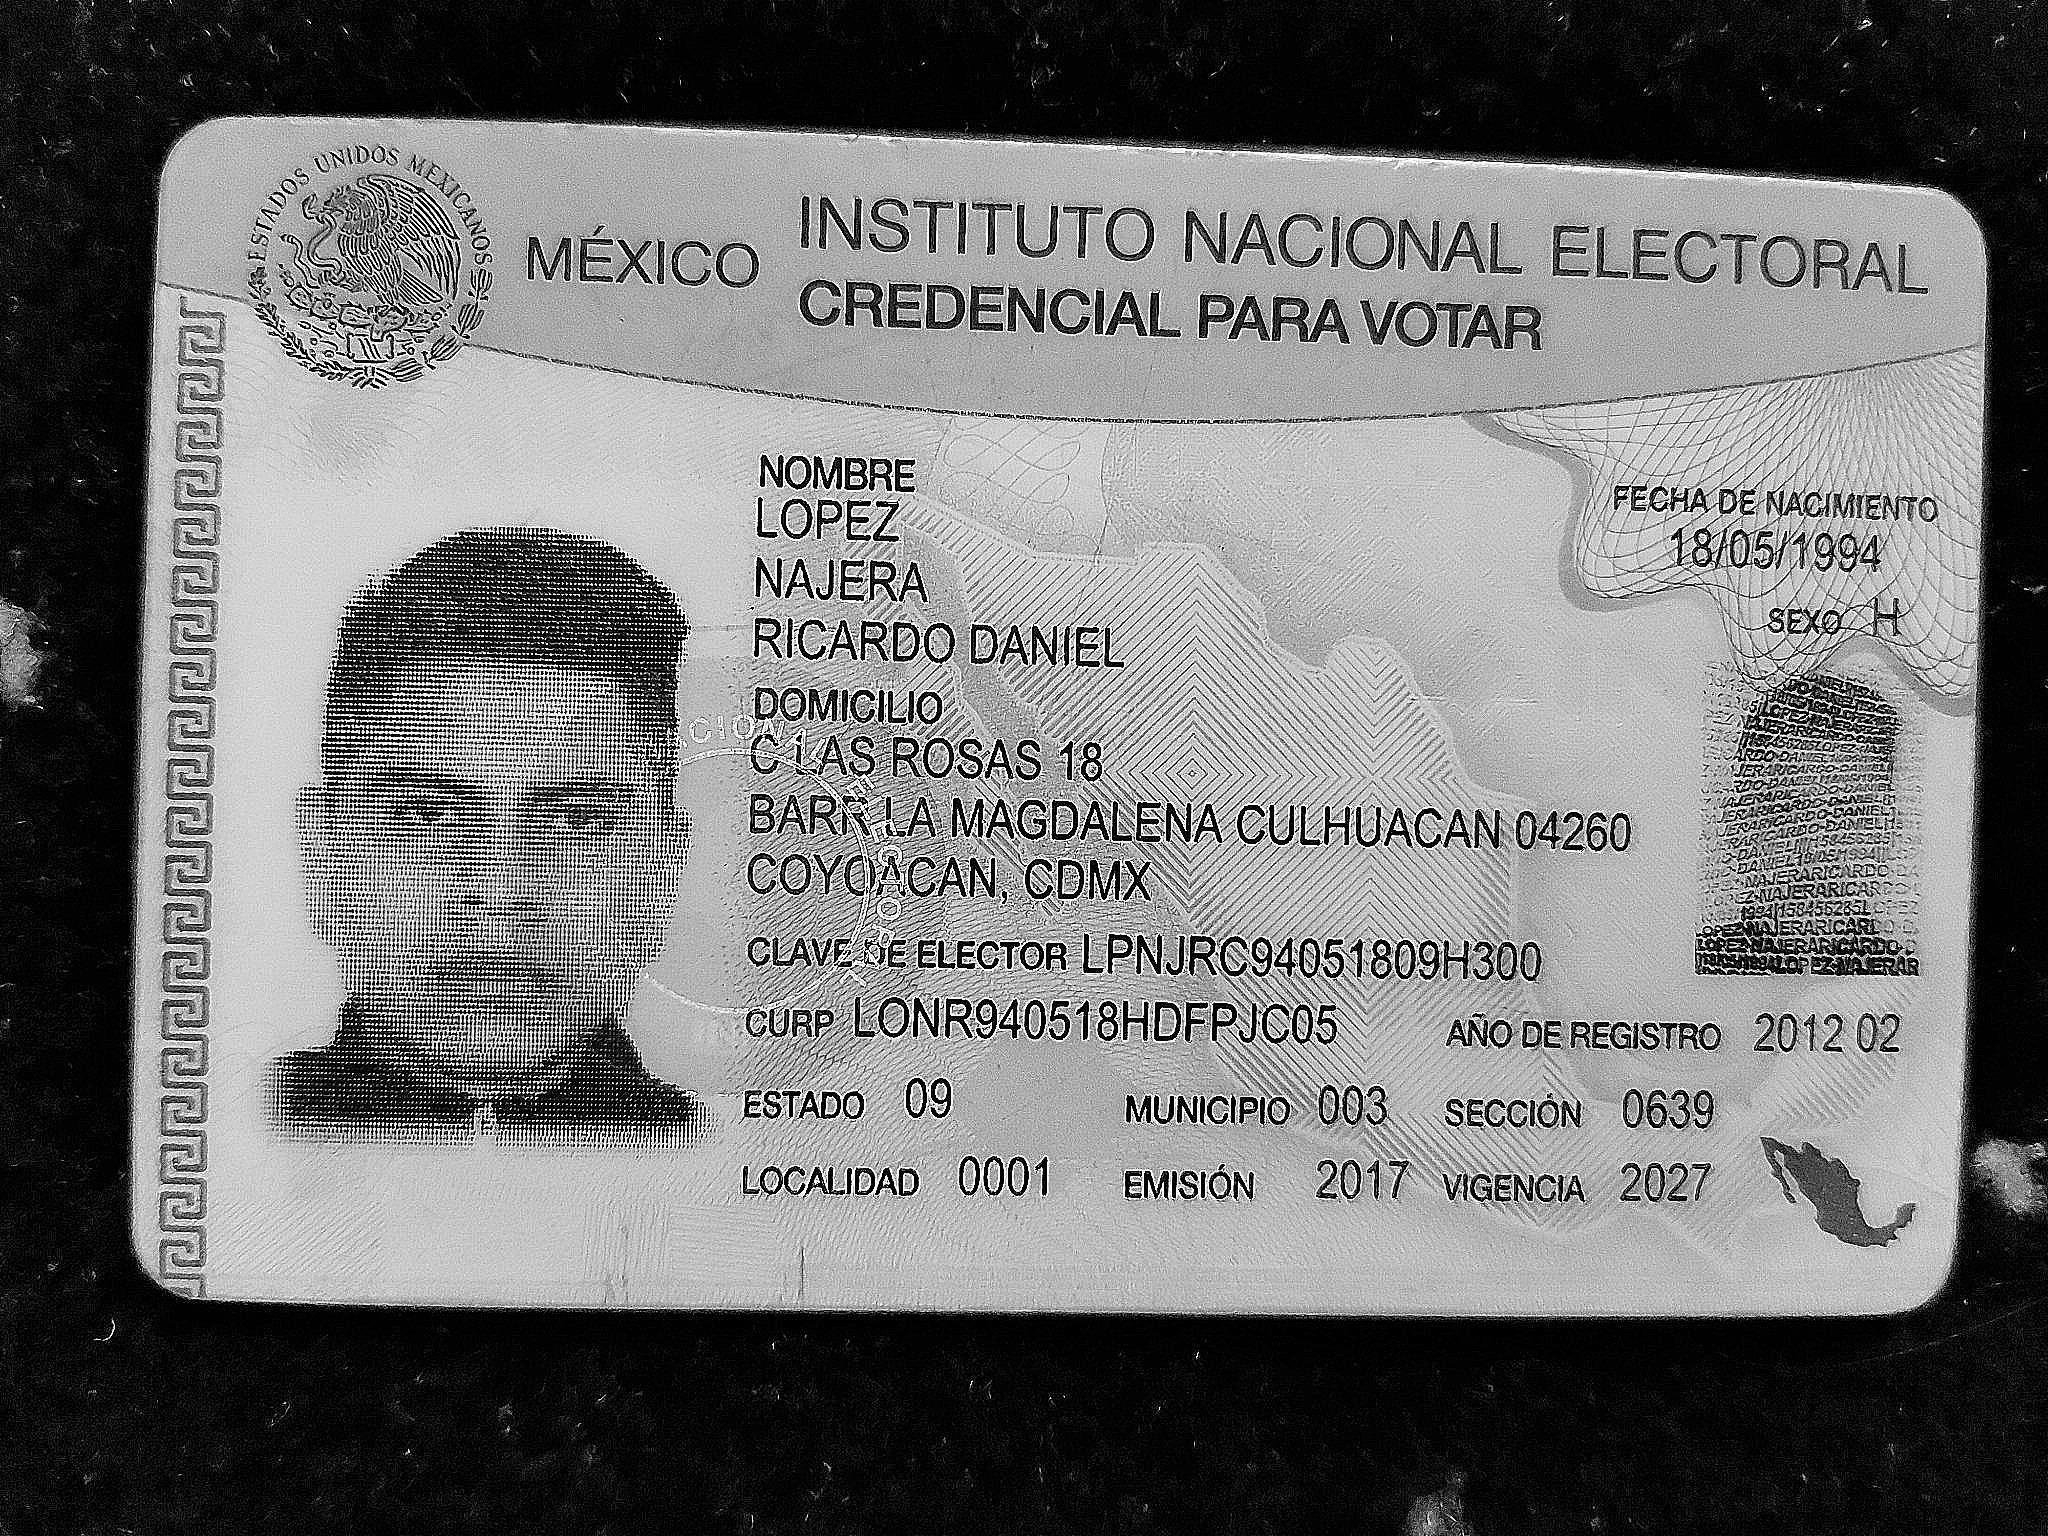 ESTADOS UNIDOS MEXICANOS
MÉXICO
INSTITUTO NACIONAL ELECTORAL
CREDENCIAL PARA VOTAR
NOMBRE
LOPEZ
NAJERA
RICARDO DANIEL
FECHA DE NACIMIENTO
18/05/1994
SEXO H
DOMICILIO
C LAS ROSAS 18
BARR LA MAGDALENA CULHUACAN 04260
COYOACAN, CDMX
CLAVE DE ELECTOR LPNJRC94051809H300
CURP LONR940518HDFPJC05
AÑO DE REGISTRO 2012 02
ESTADO 09
MUNICIPIO 003
SECCIÓN 0639
LOCALIDAD 0001
EMISIÓN 2017
VIGENCIA 2027